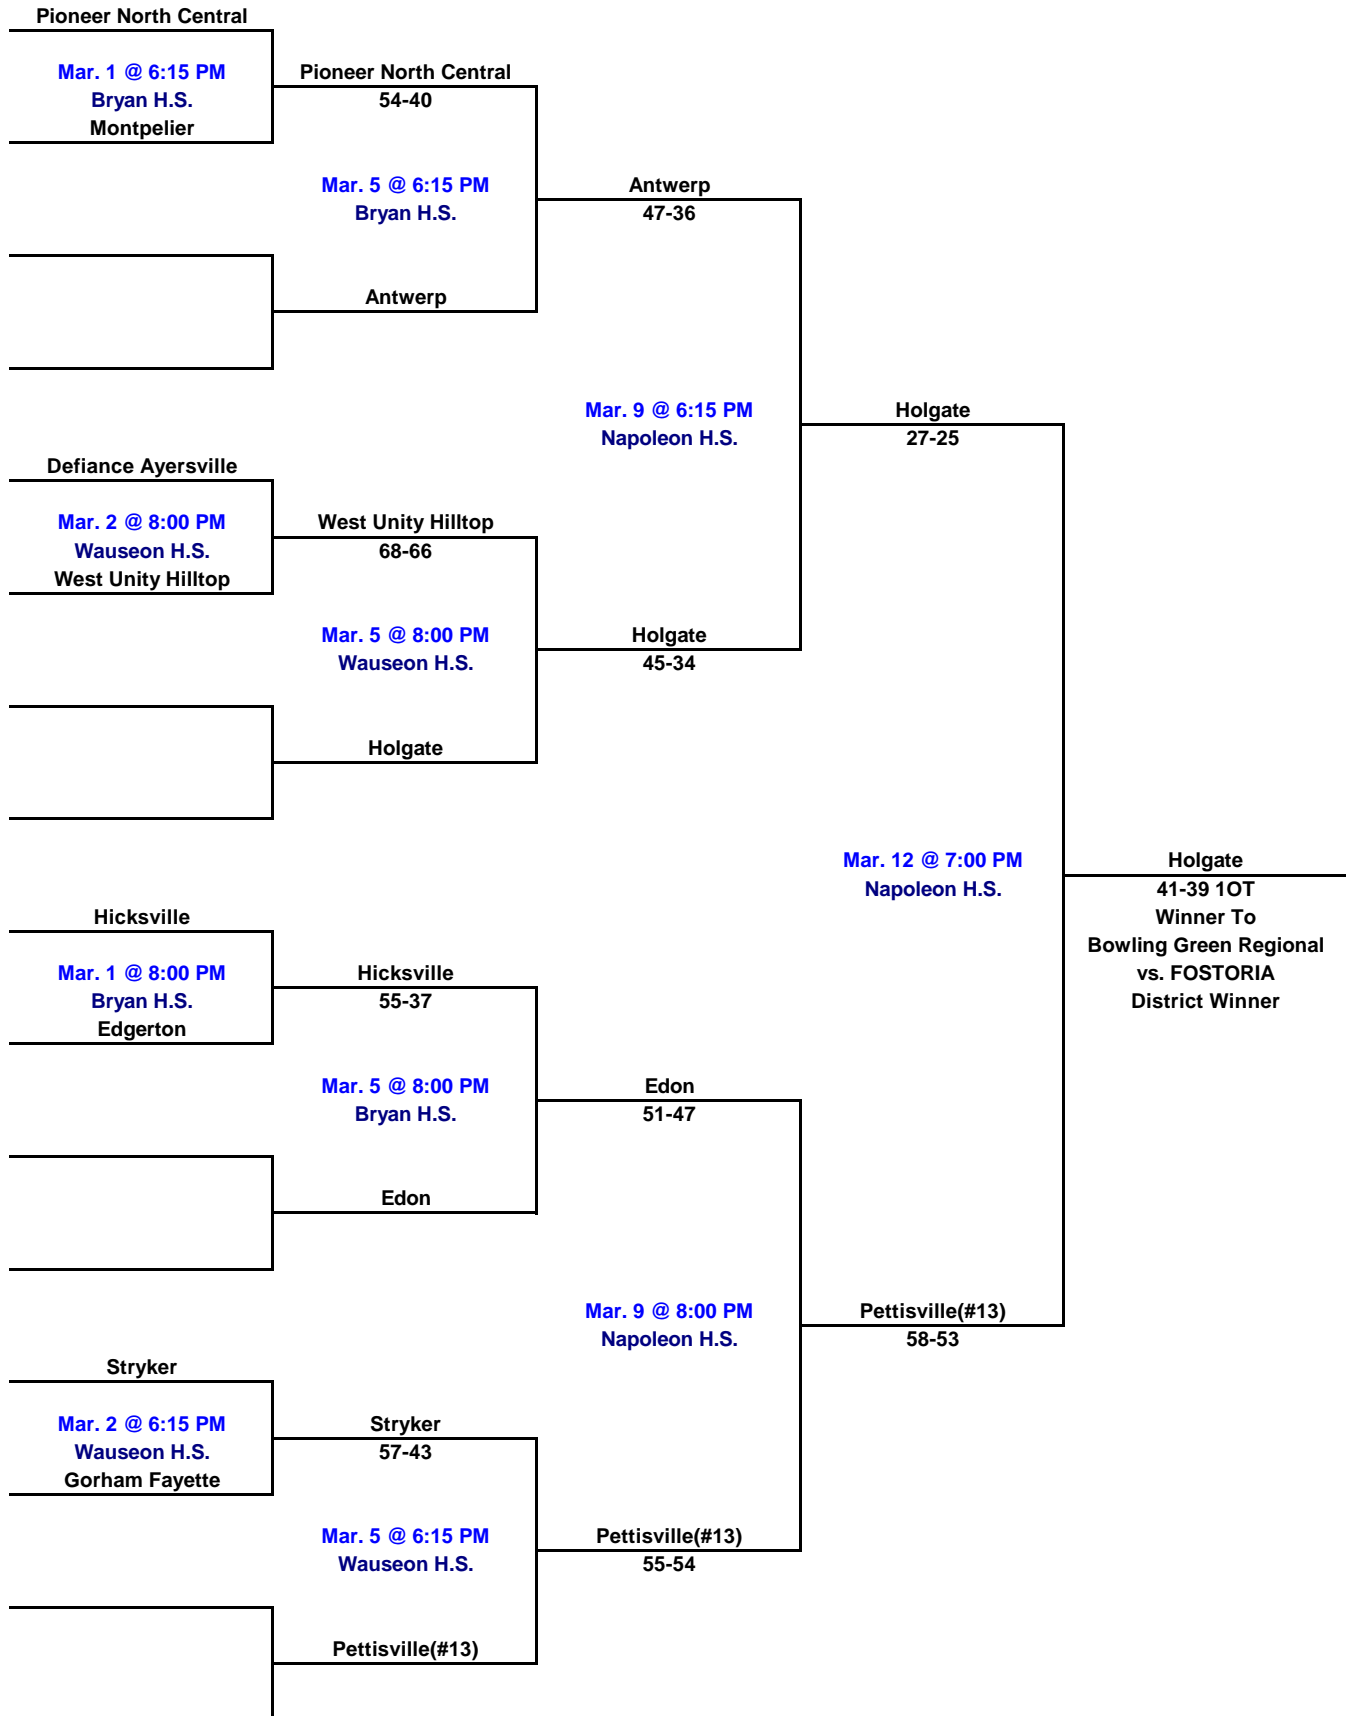 Pioneer North Central
Mar. 1 @ 6:15 PM
Bryan H.S.
Montpelier
Pioneer North Central
54-40
Mar. 5 @ 6:15 PM
Bryan H.S.
Antwerp
Antwerp
47-36
Defiance Ayersville
Mar. 2 @ 8:00 PM
Wauseon H.S.
West Unity Hilltop
West Unity Hilltop
68-66
Mar. 5 @ 8:00 PM
Wauseon H.S.
Holgate
Holgate
45-34
Mar. 9 @ 6:15 PM
Napoleon H.S.
Holgate
27-25
Hicksville
Mar. 1 @ 8:00 PM
Bryan H.S.
Edgerton
Hicksville
55-37
Mar. 5 @ 8:00 PM
Bryan H.S.
Edon
Edon
51-47
Stryker
Mar. 2 @ 6:15 PM
Wauseon H.S.
Gorham Fayette
Stryker
57-43
Mar. 5 @ 6:15 PM
Wauseon H.S.
Pettisville(#13)
Pettisville(#13)
55-54
Mar. 9 @ 8:00 PM
Napoleon H.S.
Pettisville(#13)
58-53
Mar. 12 @ 7:00 PM
Napoleon H.S.
Holgate
41-39 1OT
Winner To
Bowling Green Regional
vs. FOSTORIA
District Winner